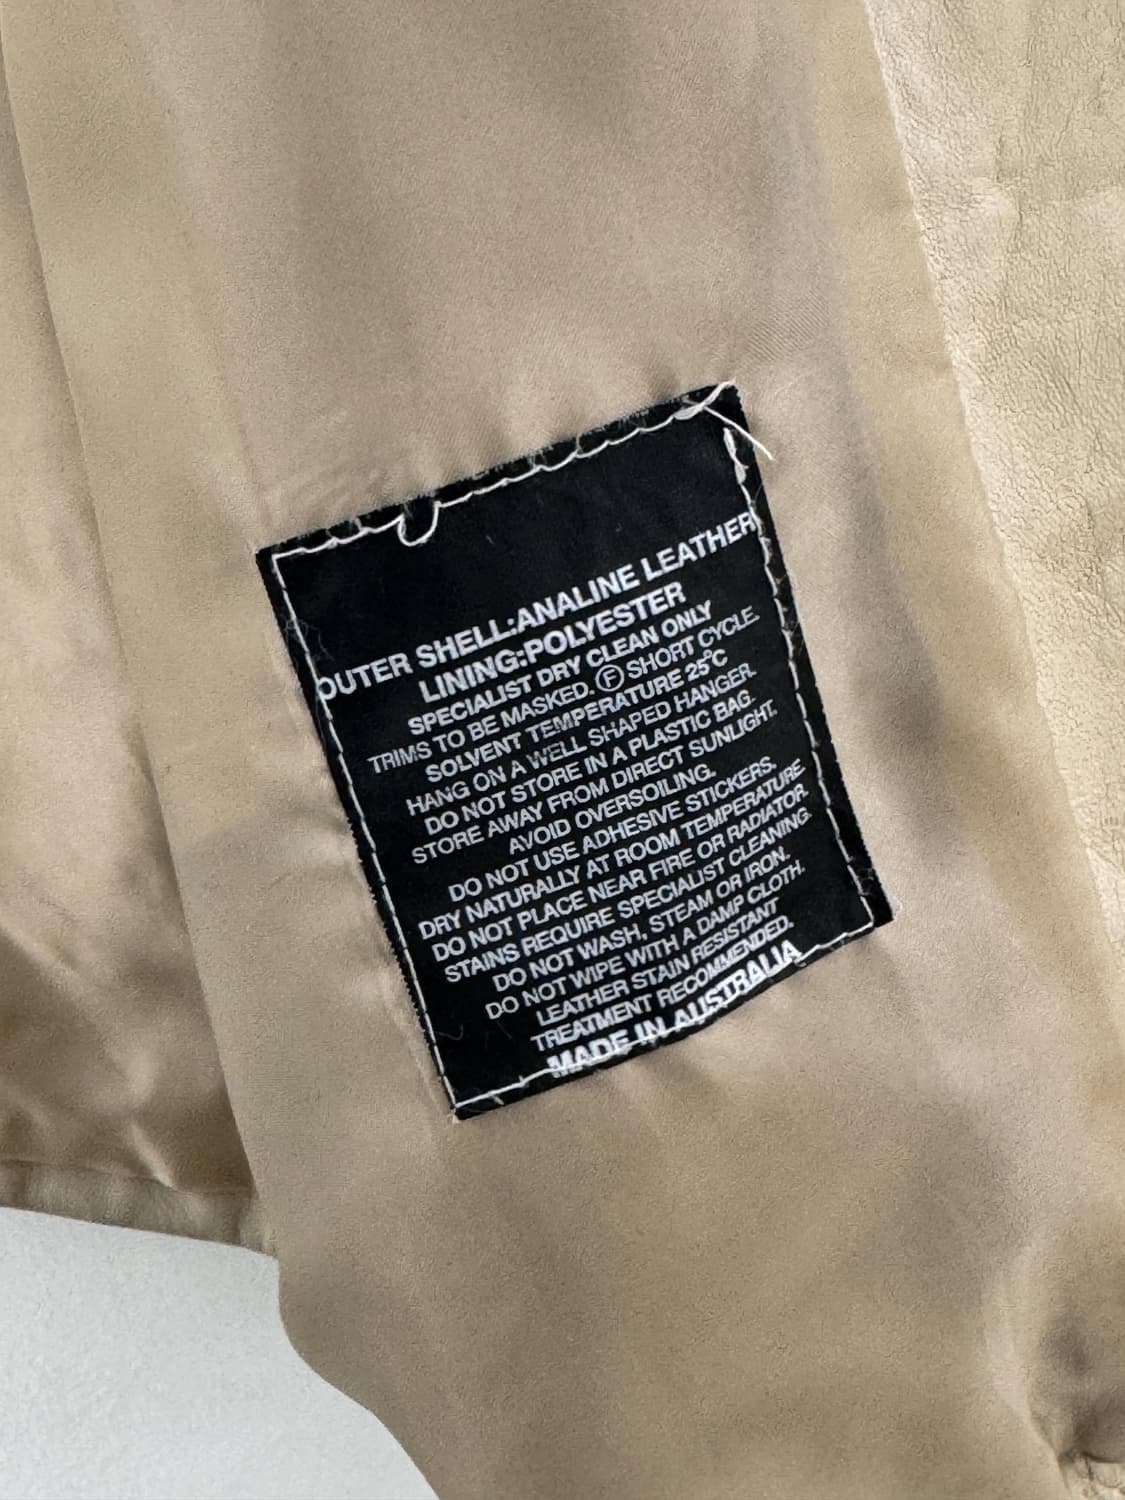 OUTER SHELL:ANALINE LEATHER
LINING:POLYESTER
SPECIALIST DRY CLEAN ONLY
TRIMS TO BE MASKED. Ⓕ SHORT CYCLE.
SOLVENT TEMPERATURE 25°C
HANG ON A WELL SHAPED HANGER.
DO NOT STORE IN A PLASTIC BAG.
STORE AWAY FROM DIRECT SUNLIGHT.
AVOID OVERSOILING.
DO NOT USE ADHESIVE STICKERS.
DRY NATURALLY AT ROOM TEMPERATURE.
DO NOT PLACE NEAR FIRE OR RADIATOR.
STAINS REQUIRE SPECIALIST CLEANING.
DO NOT WASH, STEAM OR IRON.
DO NOT WIPE WITH A DAMP CLOTH.
LEATHER STAIN RESISTANT
TREATMENT RECOMMENDED.
MADE IN AUSTRALIA